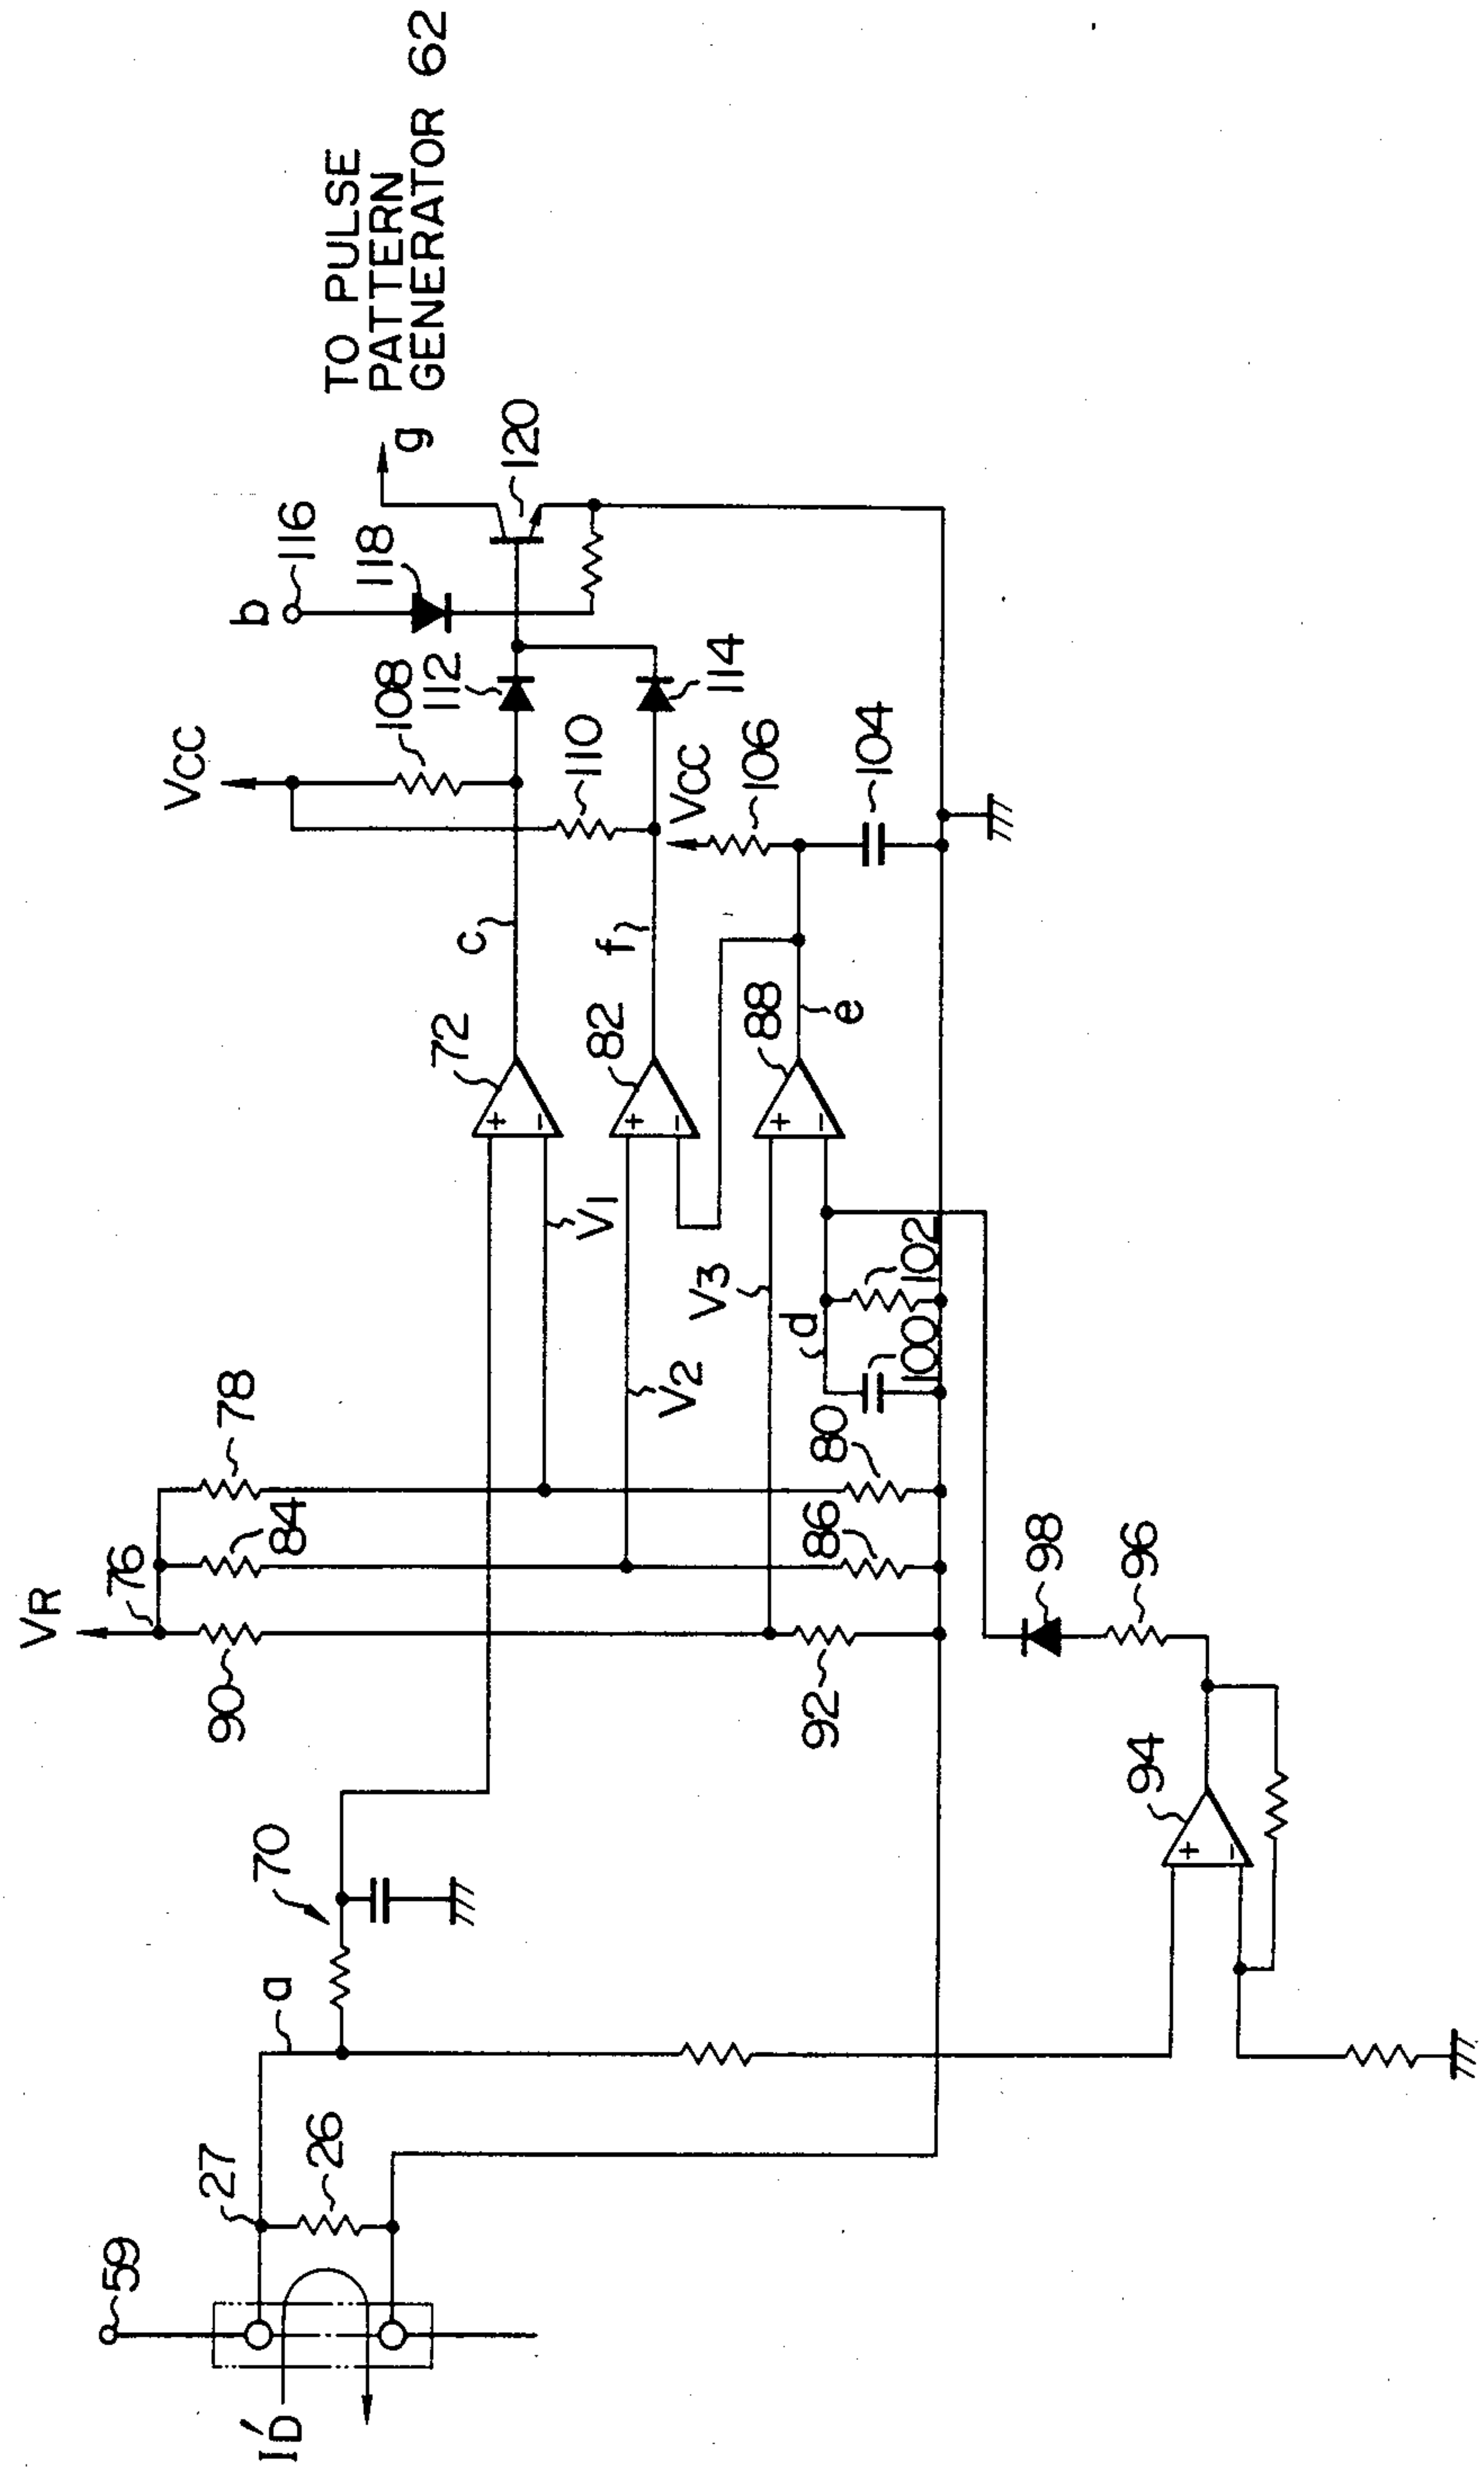 TO PULSE
PATTERN
GENERATOR 62
g
120
b
116
118
114
VCC
108
112
110
VCC
106
104
c
f
e
72
82
88
+
−
+
−
+
−
V1
V2
V3
d
102
100
78
84
76
VR
90
80
86
92
98
96
94
+
−
70
a
27
26
59
I'D